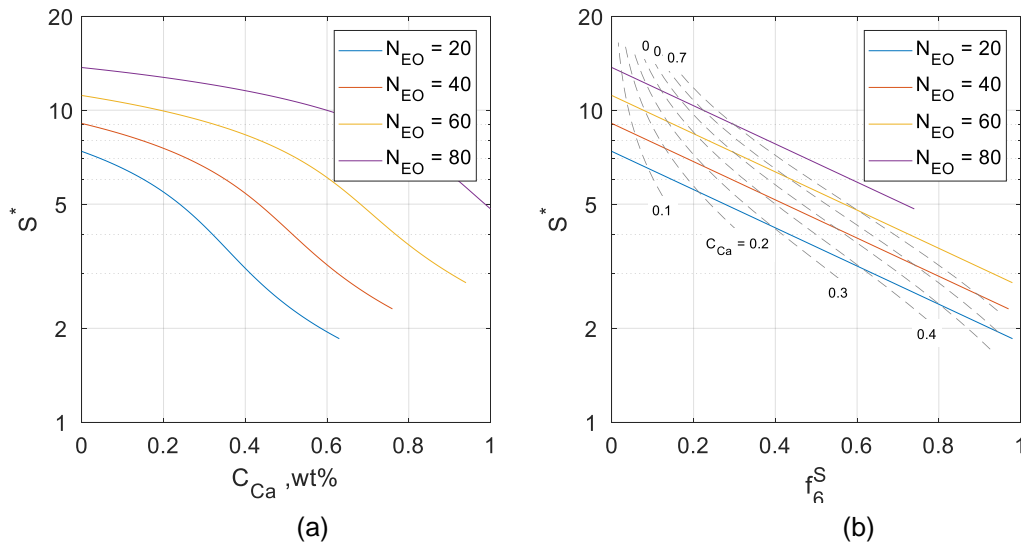 20
10
5
2
1
S*
0
0.2
0.4
0.6
0.8
1
C_Ca ,wt%
N_EO = 20
N_EO = 40
N_EO = 60
N_EO = 80
(a)
20
10
5
2
1
S*
0
0.2
0.4
0.6
0.8
1
f_6^S
0 0 0.7
0.1
C_Ca = 0.2
0.3
0.4
N_EO = 20
N_EO = 40
N_EO = 60
N_EO = 80
(b)